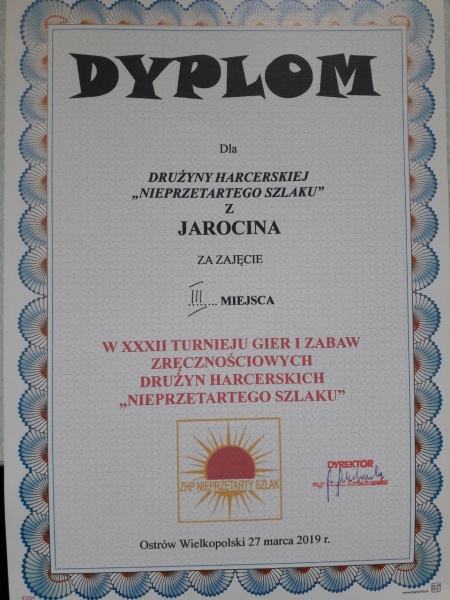 DYPLOM
Dla
DRUŻYNY HARCERSKIEJ
„NIEPRZETARTEGO SZLAKU”
Z
JAROCINA
ZA ZAJĘCIE
...III..... MIEJSCA
W XXXII TURNIEJU GIER I ZABAW
ZRĘCZNOŚCIOWYCH
DRUŻYN HARCERSKICH
„NIEPRZETARTEGO SZLAKU”
ZHP NIEPRZETARTY SZLAK
DYREKTOR
Ostrów Wielkopolski 27 marca 2019 r.